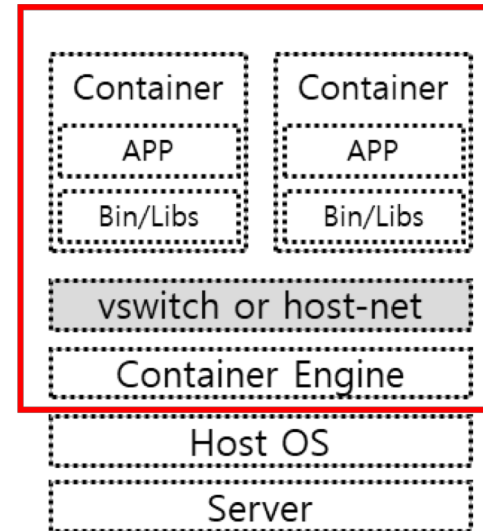 Container Container
APP APP
Bin/Libs Bin/Libs
vswitch or host-net
Container Engine
Host OS
Server